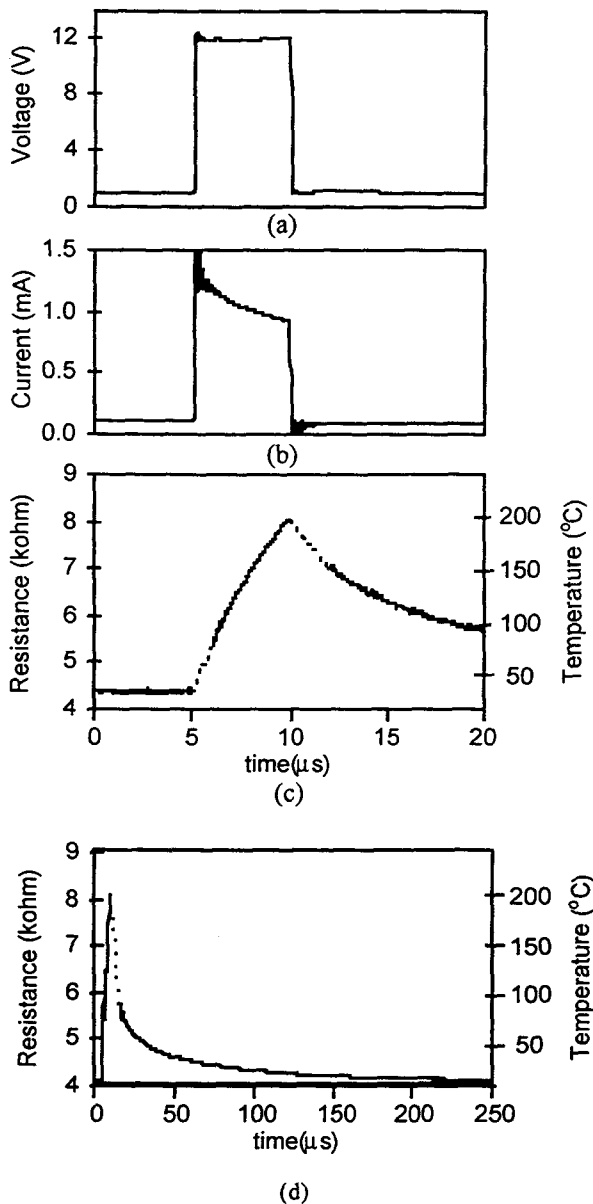 12
8
4
0
Voltage (V)
(a)
1.5
1.0
0.5
0.0
Current (mA)
(b)
9
8
7
6
5
4
Resistance (kohm)
200
150
100
50
Temperature (°C)
0 5 10 15 20
time(μs)
(c)
9
8
7
6
5
4
Resistance (kohm)
200
150
100
50
Temperature (°C)
0 50 100 150 200 250
time(μs)
(d)